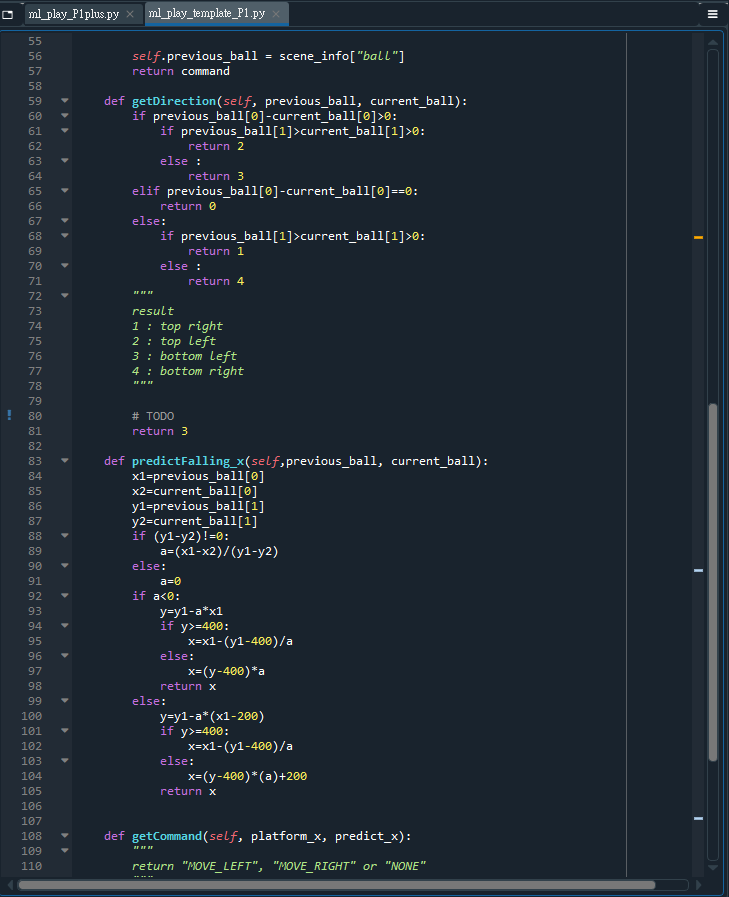 ml_play_P1plus.py
ml_play_template_P1.py
55
56 self.previous_ball = scene_info["ball"]
57 return command
58
59 def getDirection(self, previous_ball, current_ball):
60 if previous_ball[0]-current_ball[0]>0:
61 if previous_ball[1]>current_ball[1]>0:
62 return 2
63 else :
64 return 3
65 elif previous_ball[0]-current_ball[0]==0:
66 return 0
67 else:
68 if previous_ball[1]>current_ball[1]>0:
69 return 1
70 else :
71 return 4
72 """
73 result
74 1 : top right
75 2 : top left
76 3 : bottom left
77 4 : bottom right
78 """
79
80 # TODO
81 return 3
82
83 def predictFalling_x(self,previous_ball, current_ball):
84 x1=previous_ball[0]
85 x2=current_ball[0]
86 y1=previous_ball[1]
87 y2=current_ball[1]
88 if (y1-y2)!=0:
89 a=(x1-x2)/(y1-y2)
90 else:
91 a=0
92 if a<0:
93 y=y1-a*x1
94 if y>=400:
95 x=x1-(y1-400)/a
96 else:
97 x=(y-400)*a
98 return x
99 else:
100 y=y1-a*(x1-200)
101 if y>=400:
102 x=x1-(y1-400)/a
103 else:
104 x=(y-400)*(a)+200
105 return x
106
107
108 def getCommand(self, platform_x, predict_x):
109 """
110 return "MOVE_LEFT", "MOVE_RIGHT" or "NONE"
"""